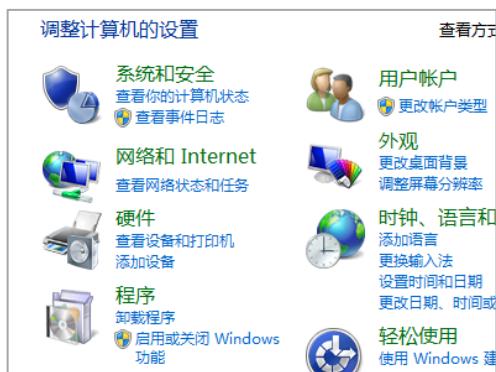 调整计算机的设置
查看方式
系统和安全
查看你的计算机状态
查看事件日志
网络和 Internet
查看网络状态和任务
硬件
查看设备和打印机
添加设备
程序
卸载程序
启用或关闭 Windows
功能
用户帐户
更改帐户类型
外观
更改桌面背景
调整屏幕分辨率
时钟、语言和
添加语言
更换输入法
设置时间和日期
更改日期、时间或
轻松使用
使用 Windows 建